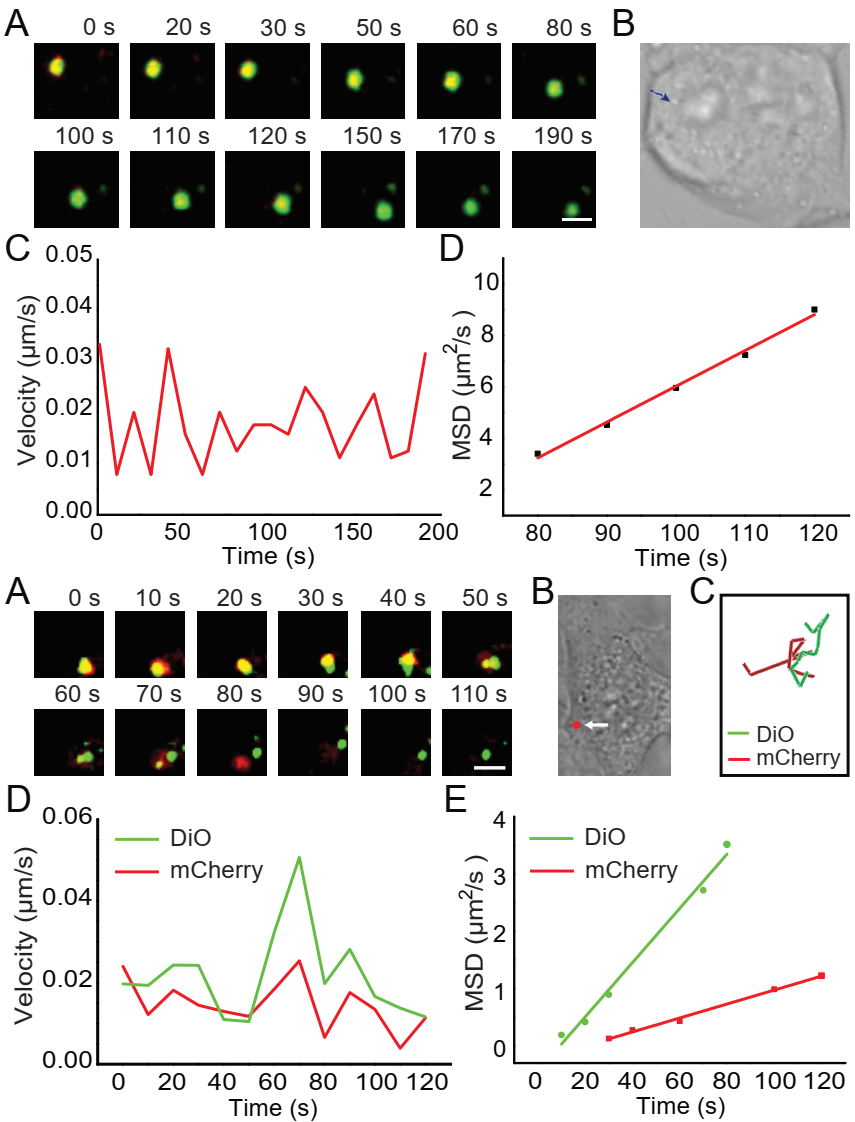 A
B
0 s 20 s 30 s 50 s 60 s 80 s
100 s 110 s 120 s 150 s 170 s 190 s
C
D
0.05
0.04
0.03
0.02
0.01
0.00
Velocity (μm/s)
0 50 100 150 200
Time (s)
10
8
6
4
2
MSD (μm²/s )
80 90 100 110 120
Time (s)
A
B
C
0 s 10 s 20 s 30 s 40 s 50 s
60 s 70 s 80 s 90 s 100 s 110 s
DiO
mCherry
D
E
0.06
0.04
0.02
0.00
Velocity (μm/s)
DiO
mCherry
0 20 40 60 80 100 120
Time (s)
4
3
2
1
0
MSD (μm²/s )
DiO
mCherry
0 20 40 60 80 100 120
Time (s)